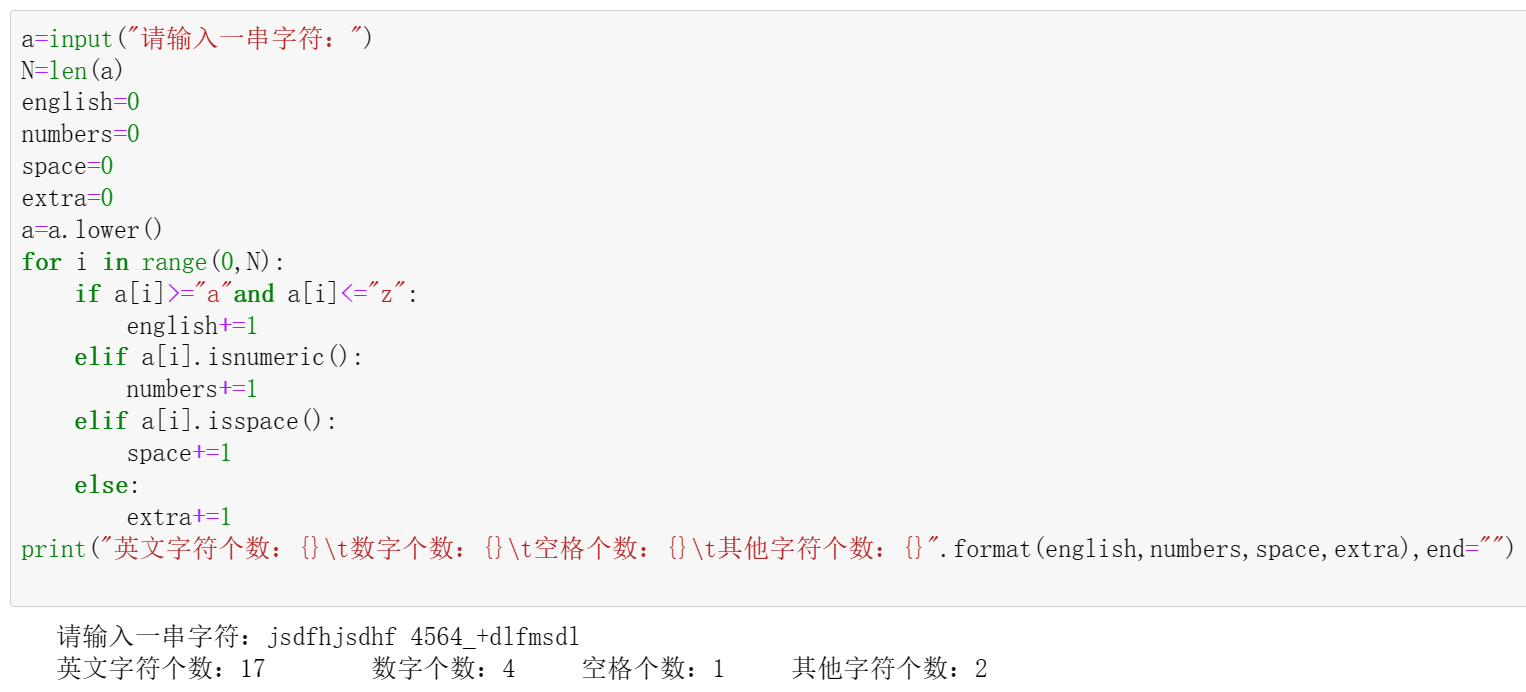 a=input("请输入一串字符：")
N=len(a)
english=0
numbers=0
space=0
extra=0
a=a.lower()
for i in range(0,N):
    if a[i]>="a"and a[i]<="z":
        english+=1
    elif a[i].isnumeric():
        numbers+=1
    elif a[i].isspace():
        space+=1
    else:
        extra+=1
print("英文字符个数：{}\t数字个数：{}\t空格个数：{}\t其他字符个数：{}".format(english,numbers,space,extra),end="")
请输入一串字符：jsdfhjsdhf 4564_+dlfmsdl
英文字符个数：17	数字个数：4	空格个数：1	其他字符个数：2